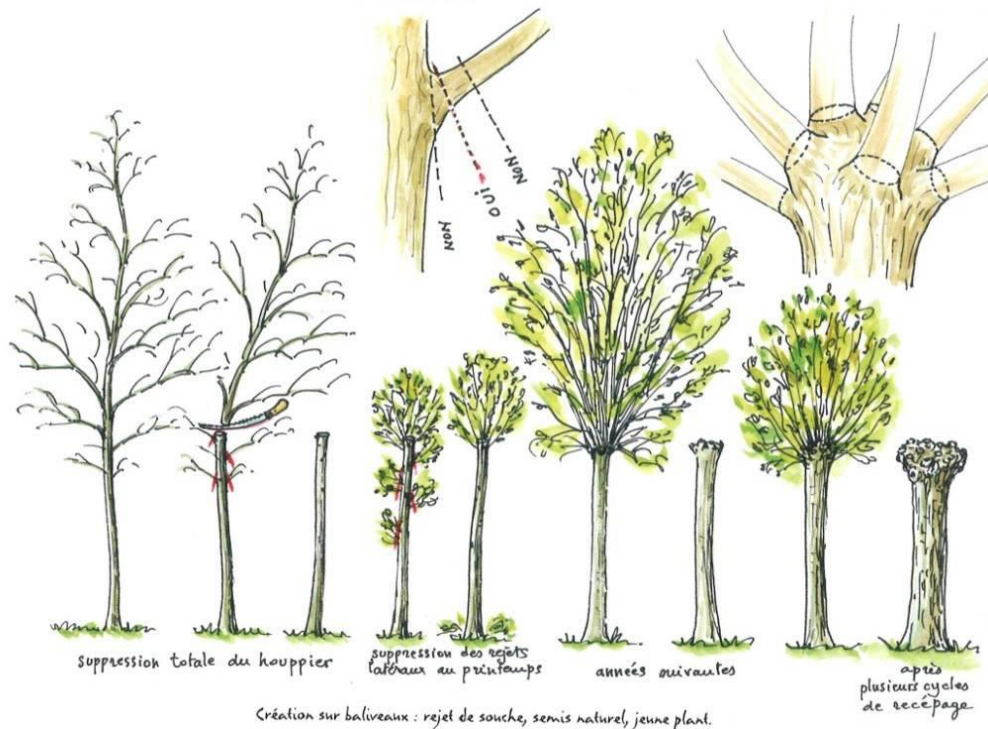 NON
OUI
NON
suppression totale du houppier
suppression des rejets
latéraux au printemps
années suivantes
après
plusieurs cycles
de recépage
Création sur baliveaux : rejet de souche, semis naturel, jeune plant.